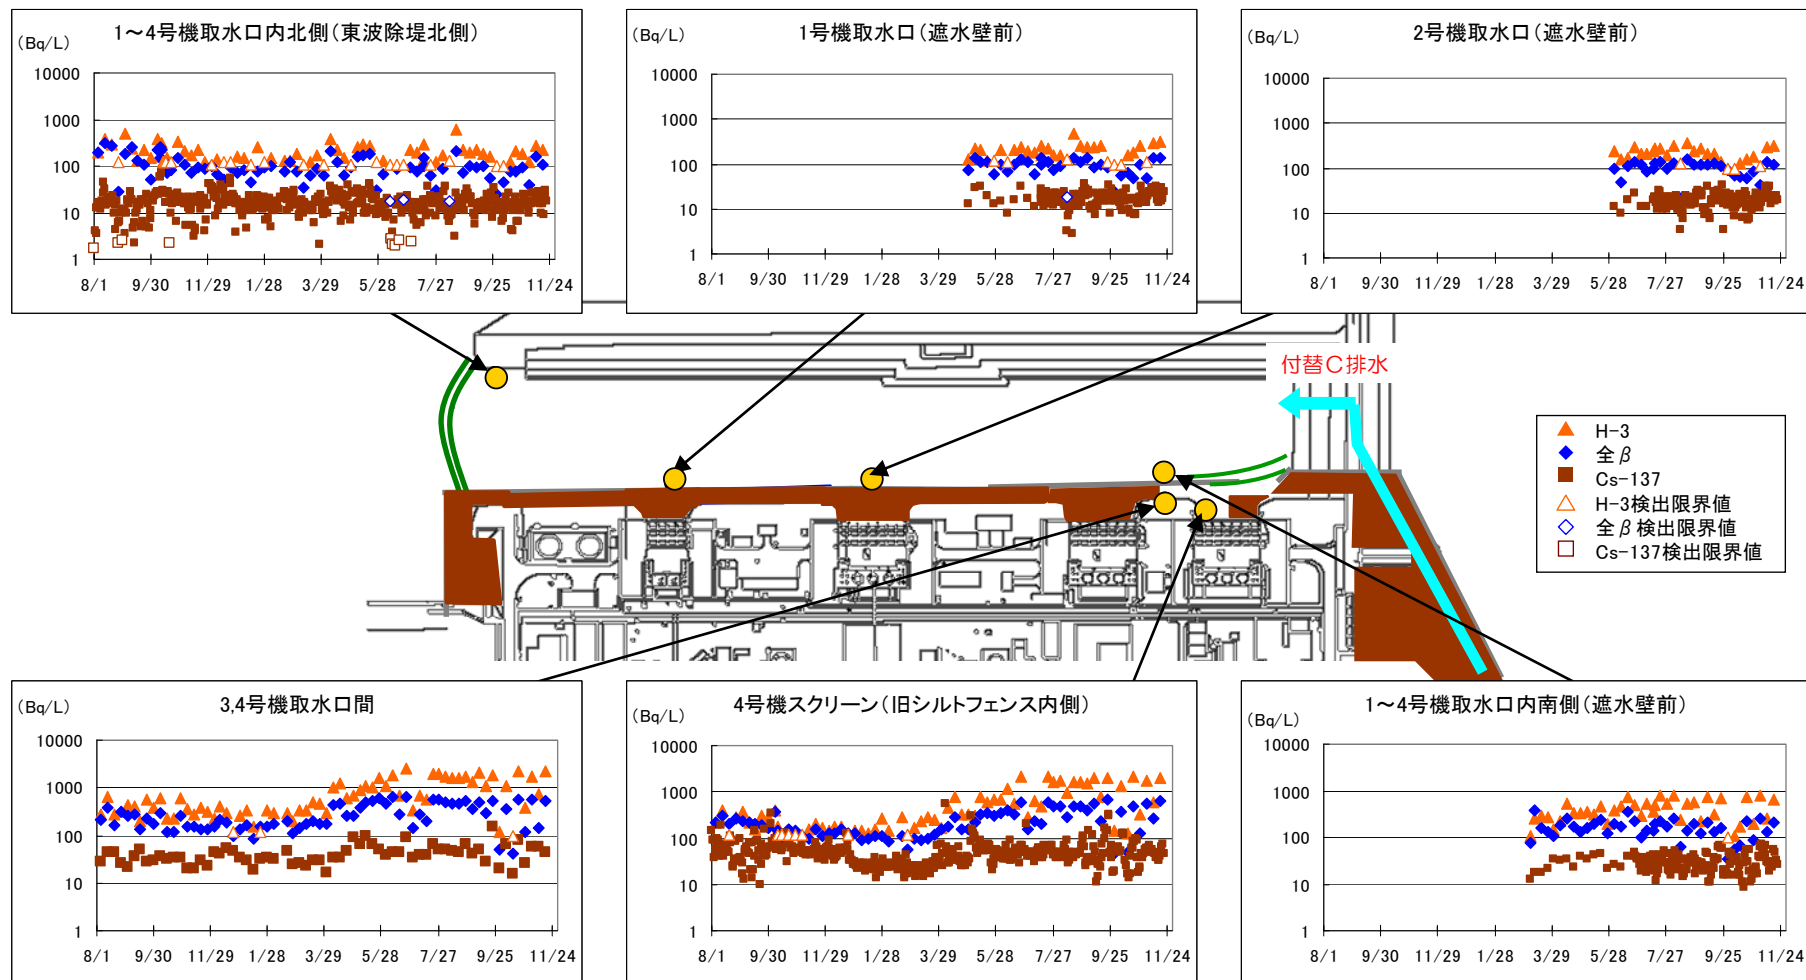 1～4号機取水口内北側(東波除堤北側)
(Bq/L)
10000
1000
100
10
1
8/1 9/30 11/29 1/28 3/29 5/28 7/27 9/25 11/24
1号機取水口(遮水壁前)
(Bq/L)
10000
1000
100
10
1
8/1 9/30 11/29 1/28 3/29 5/28 7/27 9/25 11/24
2号機取水口(遮水壁前)
(Bq/L)
10000
1000
100
10
1
8/1 9/30 11/29 1/28 3/29 5/28 7/27 9/25 11/24
付替C排水
H-3
全β
Cs-137
H-3検出限界値
全β検出限界値
Cs-137検出限界値
3,4号機取水口間
(Bq/L)
10000
1000
100
10
1
8/1 9/30 11/29 1/28 3/29 5/28 7/27 9/25 11/24
4号機スクリーン(旧シルトフェンス内側)
(Bq/L)
10000
1000
100
10
1
8/1 9/30 11/29 1/28 3/29 5/28 7/27 9/25 11/24
1～4号機取水口内南側(遮水壁前)
(Bq/L)
10000
1000
100
10
1
8/1 9/30 11/29 1/28 3/29 5/28 7/27 9/25 11/24